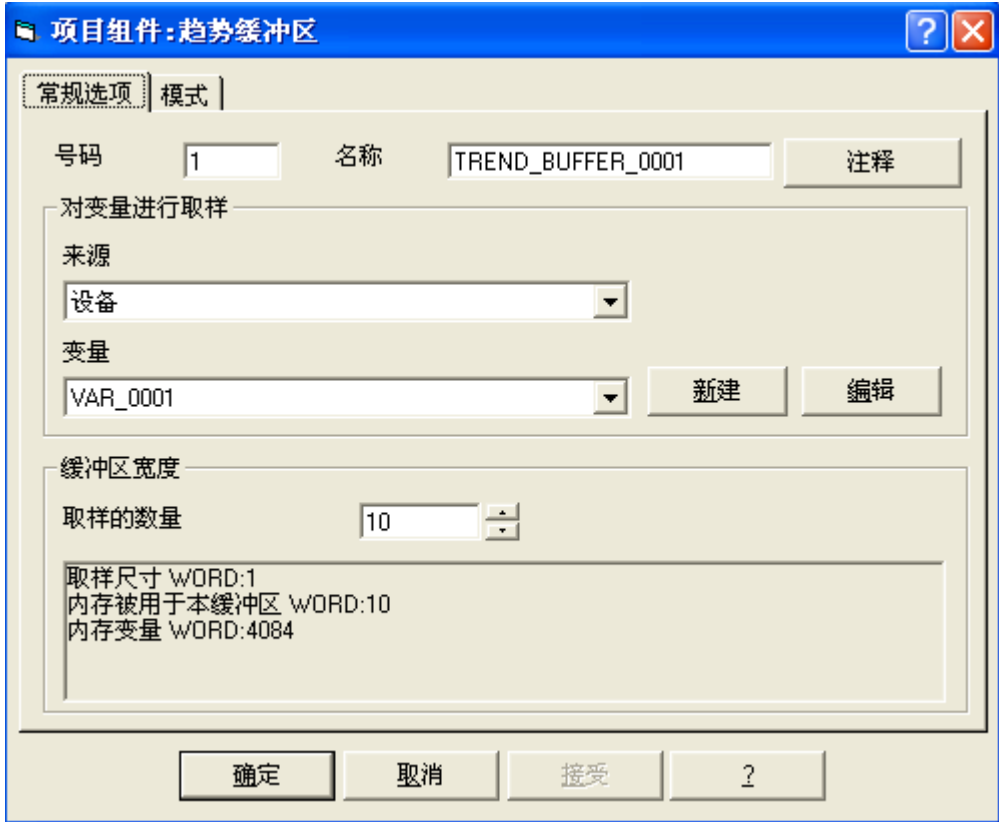 项目组件:趋势缓冲区
常规选项 模式
号码 1 名称 TREND_BUFFER_0001 注释
对变量进行取样
来源
设备
变量
VAR_0001 新建 编辑
缓冲区宽度
取样的数量 10
取样尺寸 WORD:1
内存被用于本缓冲区 WORD:10
内存变量 WORD:4084
确定 取消 接受 ?